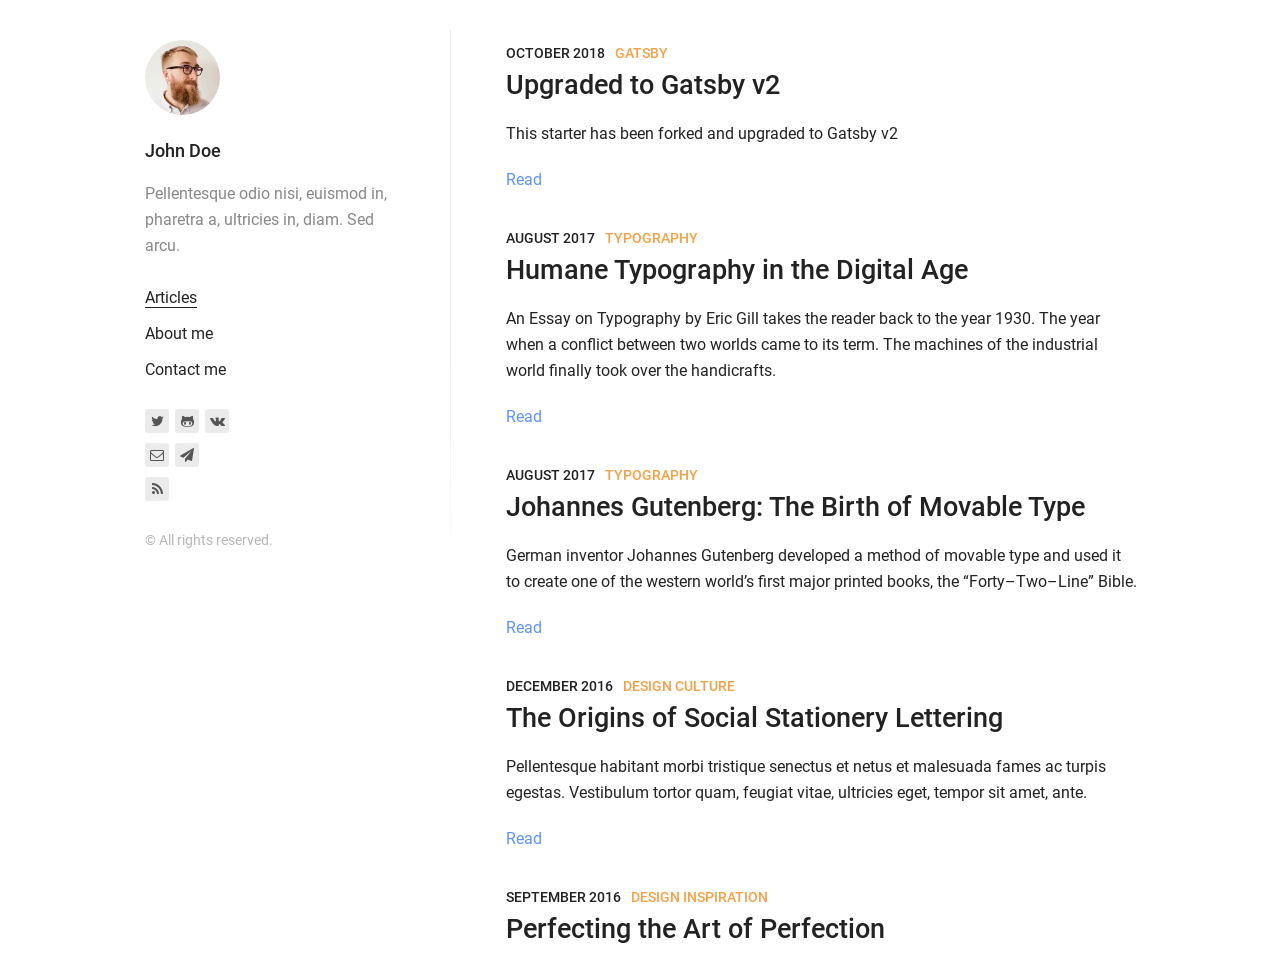 John Doe
Pellentesque odio nisi, euismod in,
pharetra a, ultricies in, diam. Sed
arcu.
Articles
About me
Contact me
© All rights reserved.
OCTOBER 2018 GATSBY
Upgraded to Gatsby v2
This starter has been forked and upgraded to Gatsby v2
Read
AUGUST 2017 TYPOGRAPHY
Humane Typography in the Digital Age
An Essay on Typography by Eric Gill takes the reader back to the year 1930. The year
when a conflict between two worlds came to its term. The machines of the industrial
world finally took over the handicrafts.
Read
AUGUST 2017 TYPOGRAPHY
Johannes Gutenberg: The Birth of Movable Type
German inventor Johannes Gutenberg developed a method of movable type and used it
to create one of the western world’s first major printed books, the “Forty–Two–Line” Bible.
Read
DECEMBER 2016 DESIGN CULTURE
The Origins of Social Stationery Lettering
Pellentesque habitant morbi tristique senectus et netus et malesuada fames ac turpis
egestas. Vestibulum tortor quam, feugiat vitae, ultricies eget, tempor sit amet, ante.
Read
SEPTEMBER 2016 DESIGN INSPIRATION
Perfecting the Art of Perfection